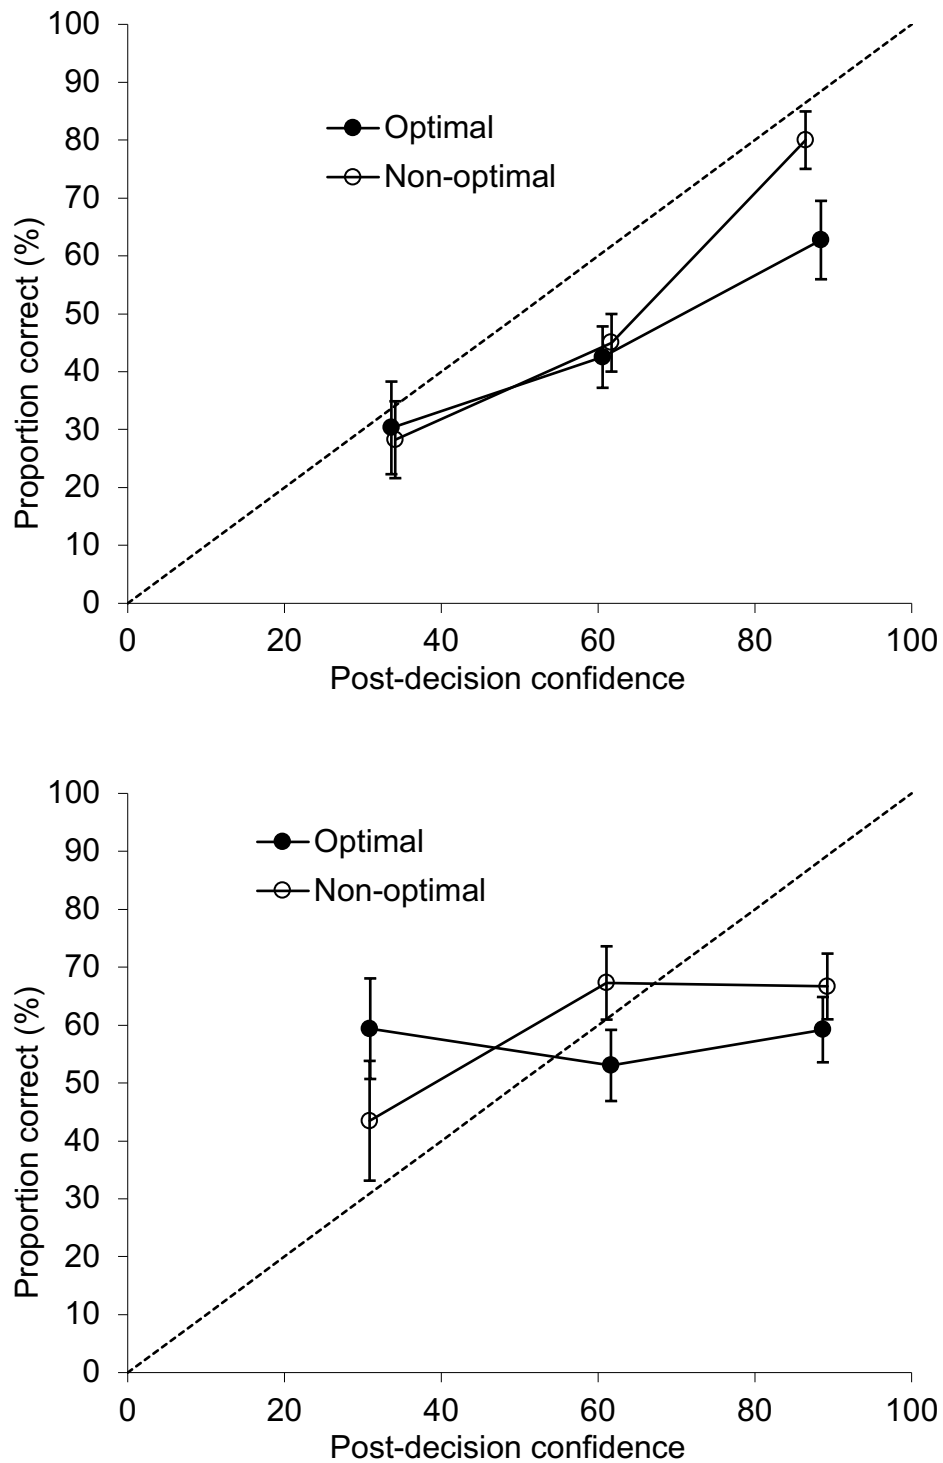 100
90
80
70
60
50
40
30
20
10
0
Proportion correct (%)
Optimal
Non-optimal
0 20 40 60 80 100
Post-decision confidence
100
90
80
70
60
50
40
30
20
10
0
Proportion correct (%)
Optimal
Non-optimal
0 20 40 60 80 100
Post-decision confidence